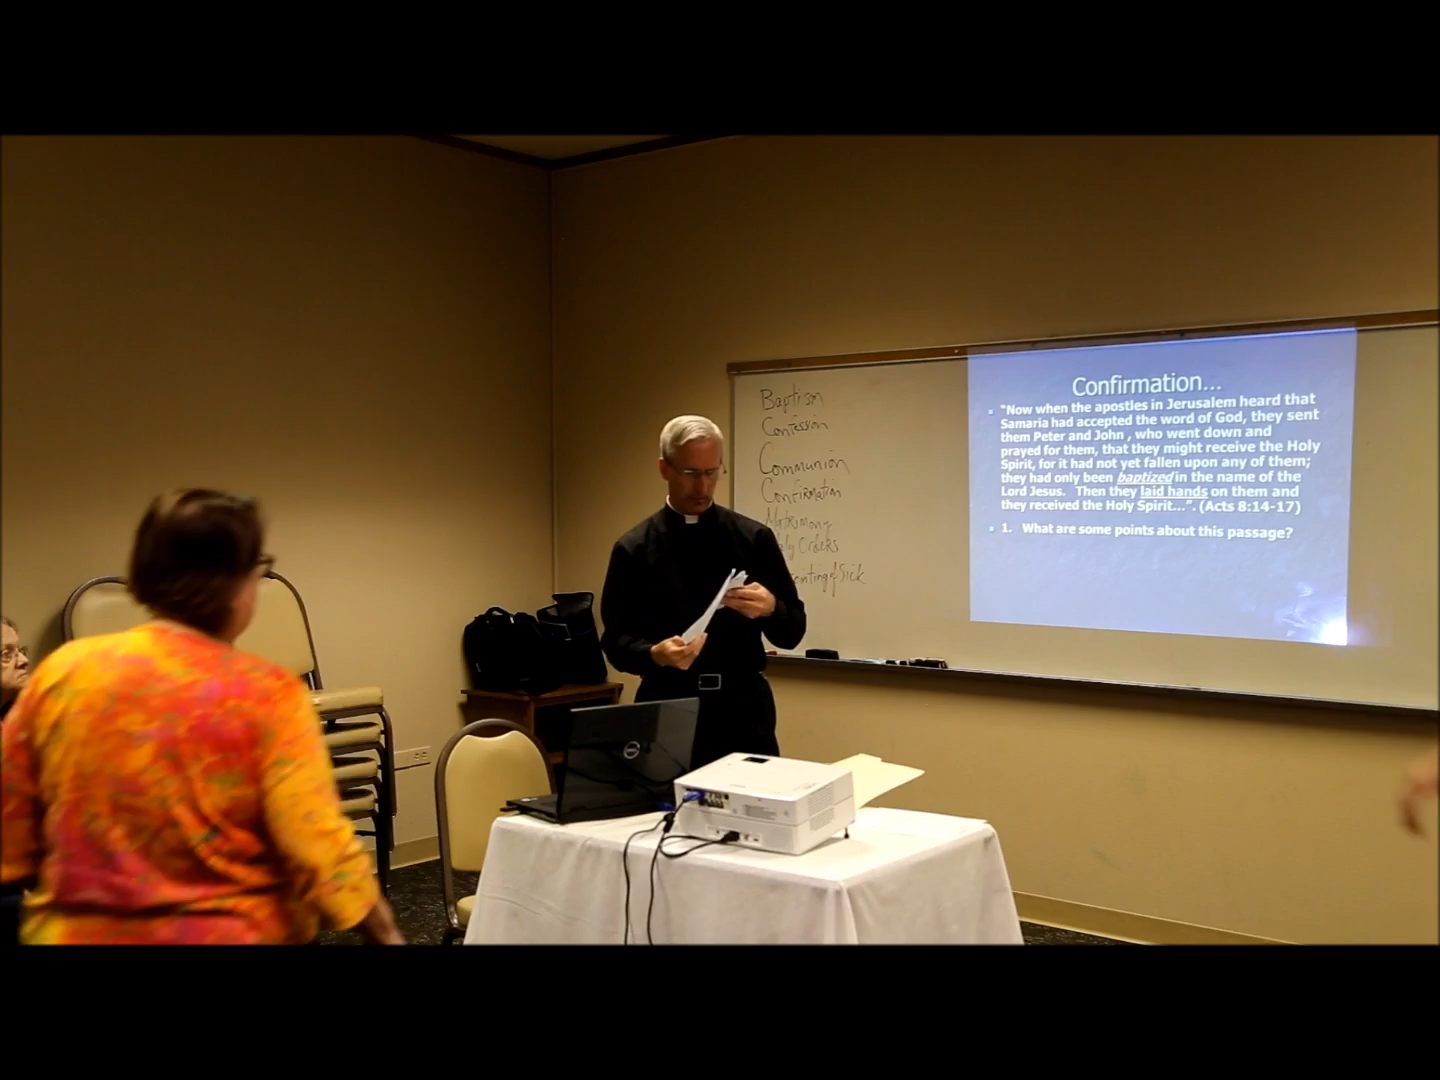 Baptism
Confession
Communion
Confirmation
Matrimony
Orders
of Sick
Confirmation...
"Now when the apostles in Jerusalem heard that
Samaria had accepted the word of God, they sent
them Peter and John , who went down and
prayed for them, that they might receive the Holy
Spirit, for it had not yet fallen upon any of them;
they had only been baptized in the name of the
Lord Jesus. Then they laid hands on them and
they received the Holy Spirit...". (Acts 8:14-17)
1. What are some points about this passage?
DELL